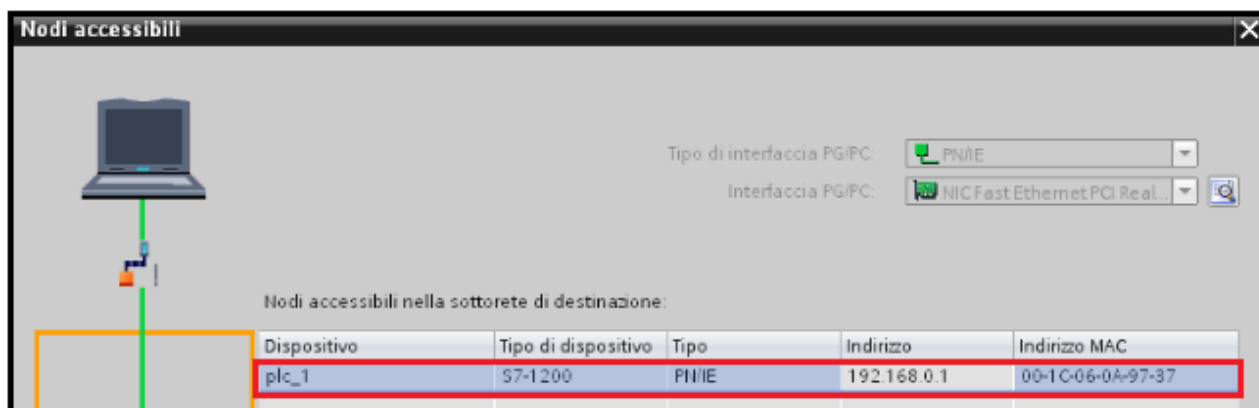 Nodi accessibili
Tipo di interfaccia PG/PC: PN/IE
Interfaccia PG/PC: NIC Fast Ethernet PCI Real...
Nodi accessibili nella sottorete di destinazione:
Dispositivo Tipo di dispositivo Tipo Indirizzo Indirizzo MAC
plc_1 S7-1200 PN/IE 192.168.0.1 00-1C-06-0A-97-37